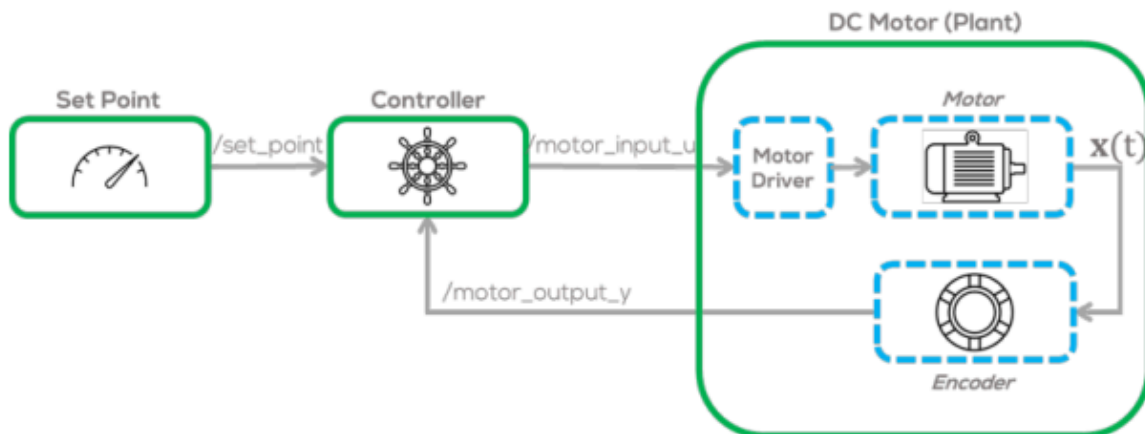 DC Motor (Plant)
Set Point
Controller
Motor
/set_point
/motor_input_u
Motor
Driver
x(t)
/motor_output_y
Encoder